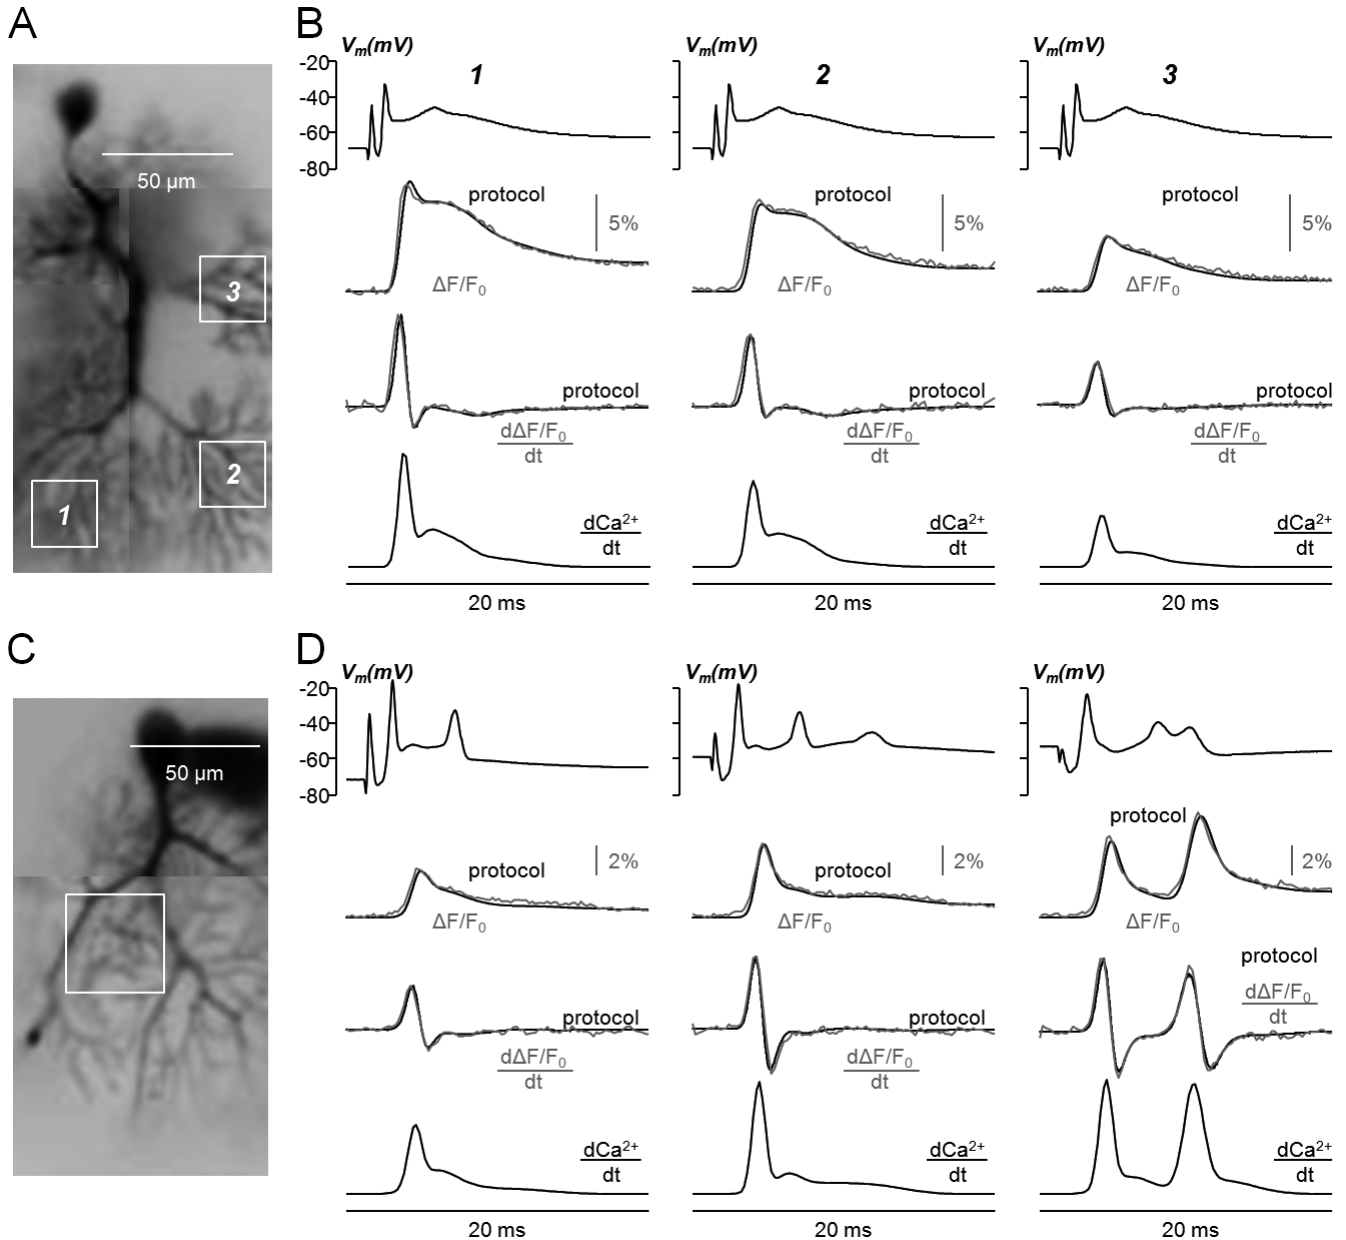 A
B
50 µm
3
2
1
Vm(mV)
Vm(mV)
Vm(mV)
1
2
3
-20
-40
-60
-80
protocol
5%
protocol
5%
protocol
5%
ΔF/F0
ΔF/F0
ΔF/F0
protocol
protocol
protocol
dΔF/F0
dt
dΔF/F0
dt
dΔF/F0
dt
dCa2+
dt
dCa2+
dt
dCa2+
dt
20 ms
20 ms
20 ms
C
D
50 µm
Vm(mV)
Vm(mV)
Vm(mV)
-20
-40
-60
-80
protocol
2%
protocol
2%
protocol
2%
ΔF/F0
ΔF/F0
ΔF/F0
protocol
protocol
protocol
dΔF/F0
dt
dΔF/F0
dt
dΔF/F0
dt
dCa2+
dt
dCa2+
dt
dCa2+
dt
20 ms
20 ms
20 ms